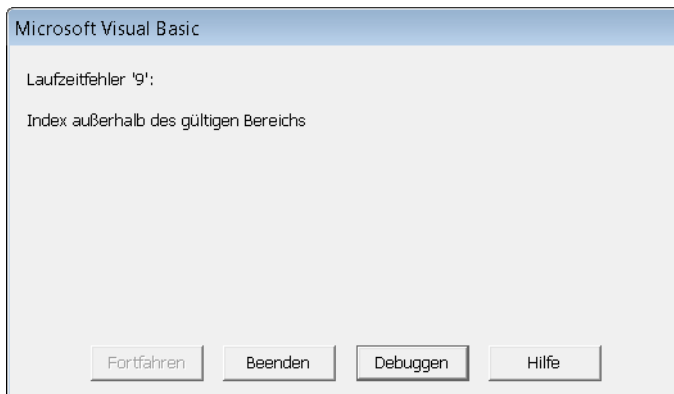 Microsoft Visual Basic
Laufzeitfehler '9':
Index außerhalb des gültigen Bereichs
Fortfahren Beenden Debuggen Hilfe